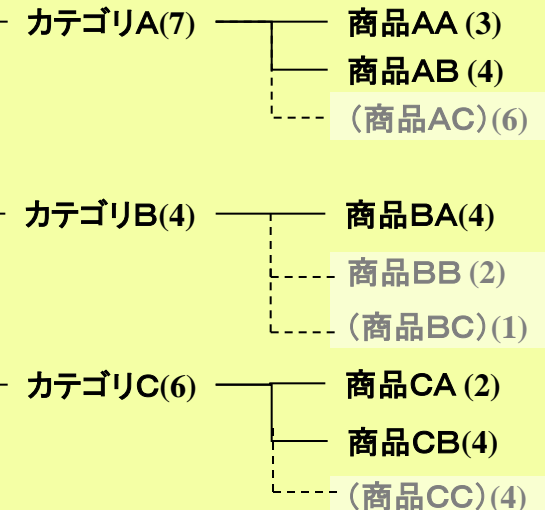 カテゴリA(7) 商品AA (3)
商品AB (4)
（商品AC）(6)
カテゴリB(4) 商品BA(4)
商品BB (2)
（商品BC）(1)
カテゴリC(6) 商品CA (2)
商品CB(4)
（商品CC）(4)